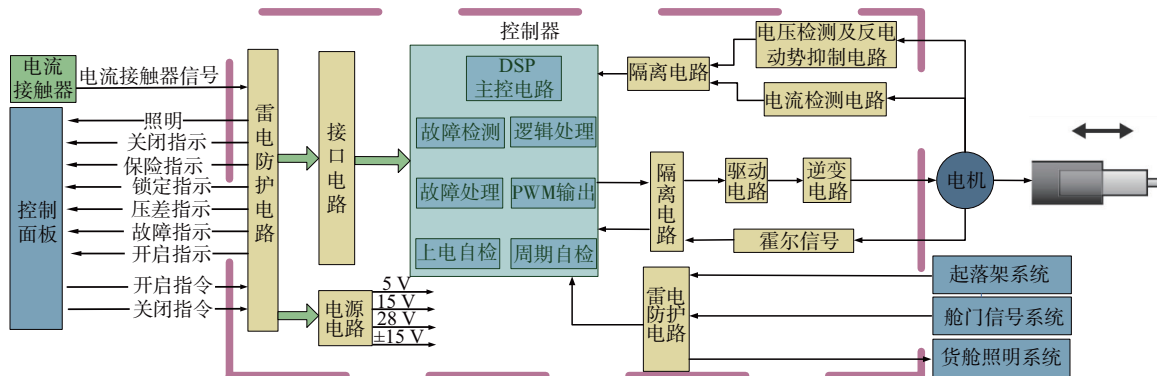 控制器
电流
接触器
电流接触器信号
控制
面板
照明
关闭指示
保险指示
锁定指示
压差指示
故障指示
开启指示
开启指令
关闭指令
雷
电
防
护
电
路
接
口
电
路
电源
电路
5 V
15 V
28 V
±15 V
DSP
主控电路
故障检测
逻辑处理
故障处理
PWM输出
上电自检
周期自检
隔离电路
电压检测及反电
动势抑制电路
电流检测电路
隔
离
电
路
驱动
电路
逆变
电路
霍尔信号
电机
雷电
防护
电路
起落架系统
舱门信号系统
货舱照明系统